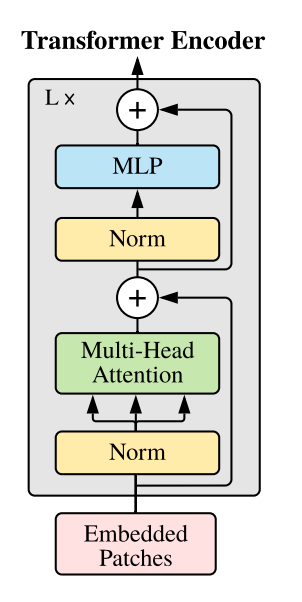 Transformer Encoder
L ×
+
MLP
Norm
+
Multi-Head
Attention
Norm
Embedded
Patches